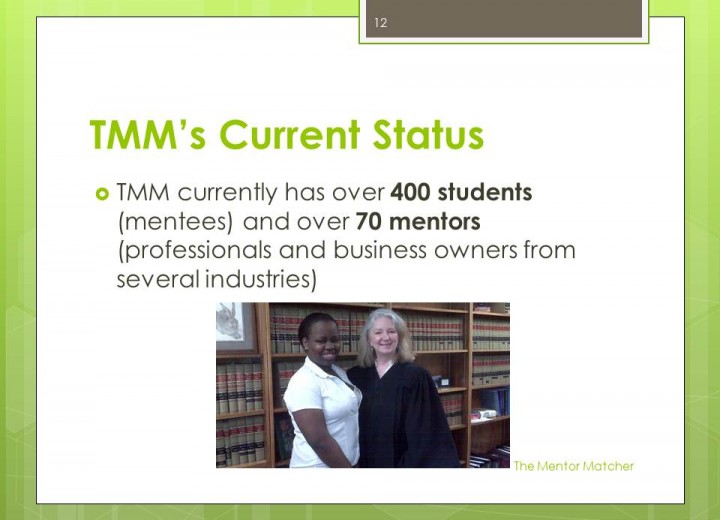 12
TMM’s Current Status
TMM currently has over 400 students
(mentees) and over 70 mentors
(professionals and business owners from
several industries)
The Mentor Matcher